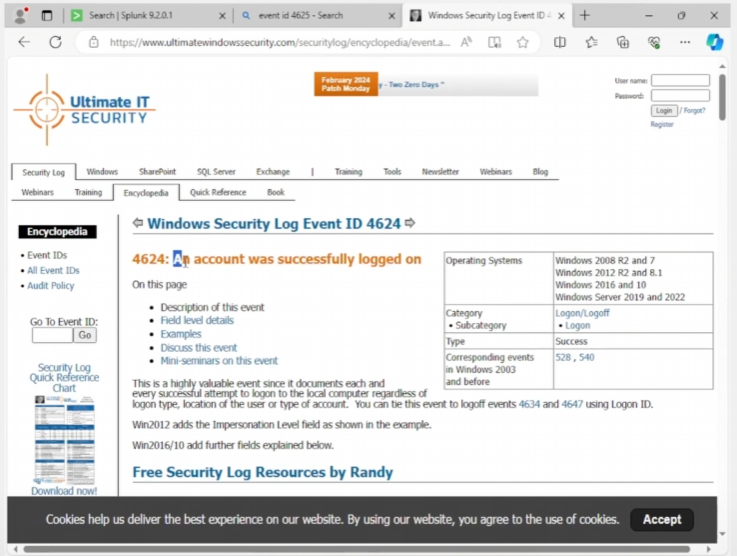 Search | Splunk 9.2.0.1
event id 4625 - Search
Windows Security Log Event ID 4
https://www.ultimatewindowssecurity.com/securitylog/encyclopedia/event.a...
Ultimate IT
SECURITY
February 2024
Patch Monday
y - Two Zero Days "
User name:
Password:
Login / Forgot?
Register
Security Log Windows SharePoint SQL Server Exchange | Training Tools Newsletter Webinars Blog
Webinars Training Encyclopedia Quick Reference Book
Encyclopedia
• Event IDs
• All Event IDs
• Audit Policy
Go To Event ID:
Go
Security Log
Quick Reference
Chart
Download now!
Windows Security Log Event ID 4624
4624: An account was successfully logged on
On this page
• Description of this event
• Field level details
• Examples
• Discuss this event
• Mini-seminars on this event
Operating Systems
Windows 2008 R2 and 7
Windows 2012 R2 and 8.1
Windows 2016 and 10
Windows Server 2019 and 2022
Category
• Subcategory
Logon/Logoff
• Logon
Type
Success
Corresponding events
in Windows 2003
and before
528 , 540
This is a highly valuable event since it documents each and
every successful attempt to logon to the local computer regardless of
logon type, location of the user or type of account. You can tie this event to logoff events 4634 and 4647 using Logon ID.
Win2012 adds the Impersonation Level field as shown in the example.
Win2016/10 add further fields explained below.
Free Security Log Resources by Randy
Cookies help us deliver the best experience on our website. By using our website, you agree to the use of cookies.
Accept